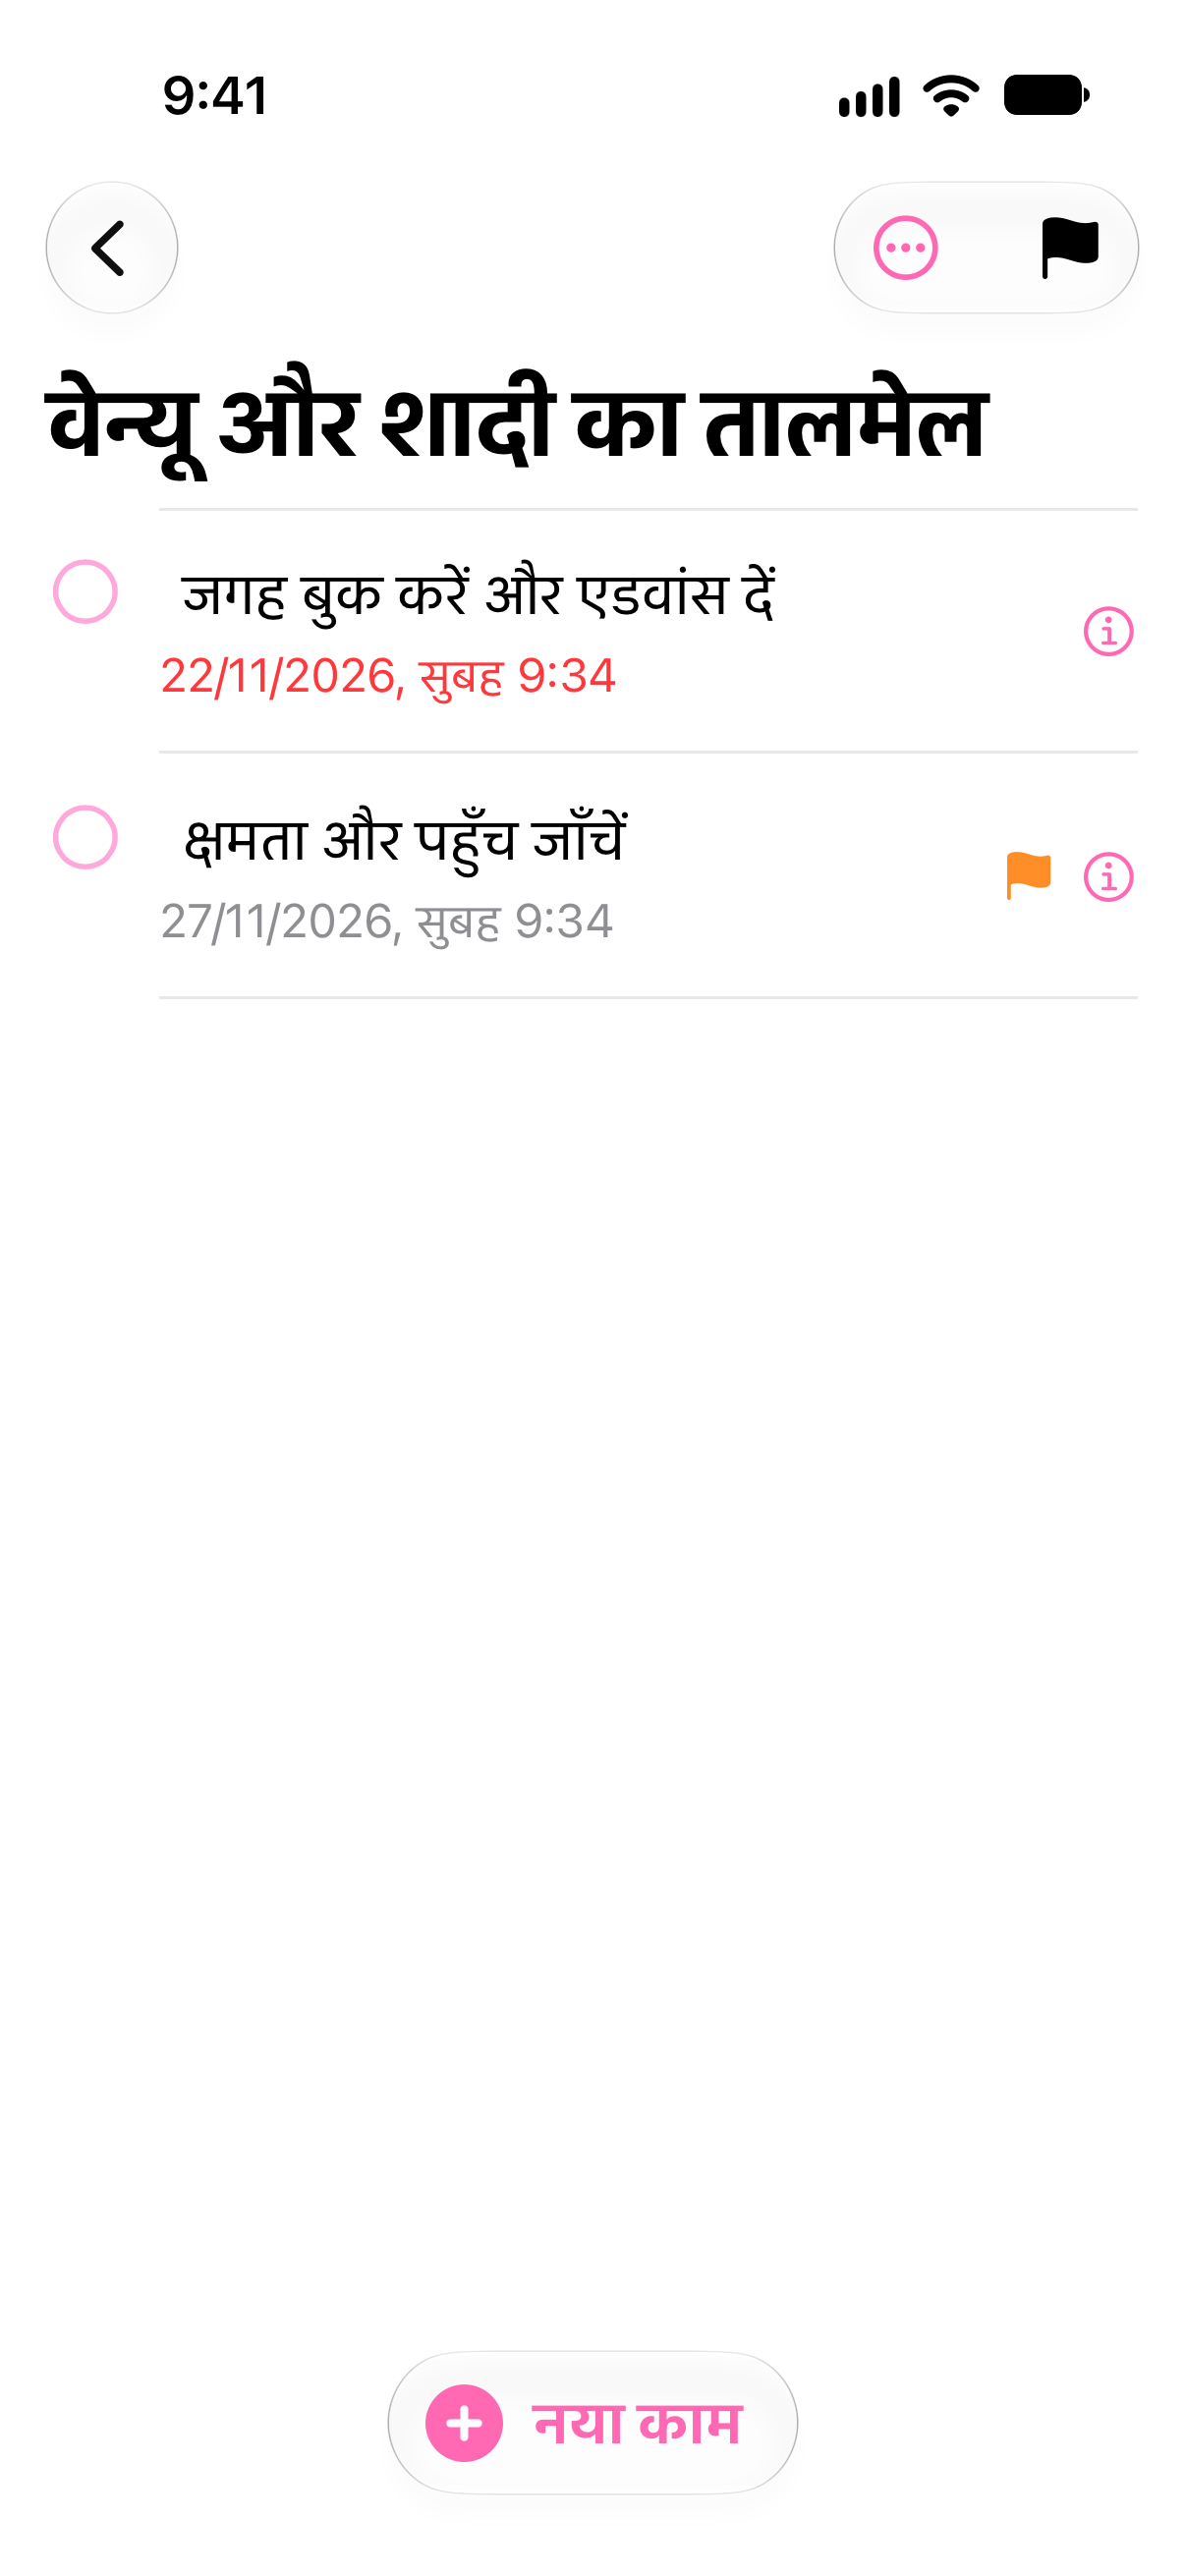 9:41
वेन्यू और शादी का तालमेल
जगह बुक करें और एडवांस दें
22/11/2026, सुबह 9:34
क्षमता और पहुँच जाँचें
27/11/2026, सुबह 9:34
नया काम